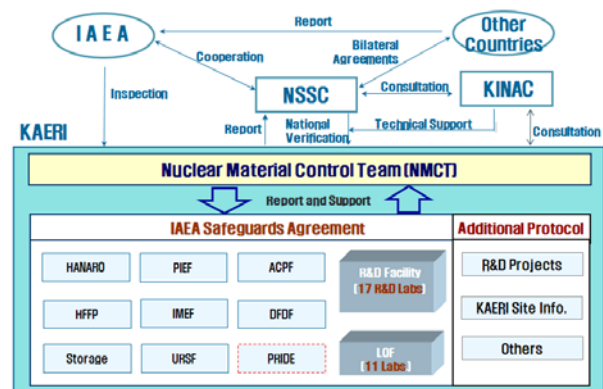 Report
IAEA
Other
Countries
Cooperation
Bilateral
Agreements
NSSC
Consultation
KINAC
Inspection
KAERI
Report
National
Verification
Technical Support
Consultation
Nuclear Material Control Team (NMCT)
Report and Support
IAEA Safeguards Agreement
Additional Protocol
HANARO
PIEF
ACPF
R&D Facility
[17 R&D Labs]
R&D Projects
HFFP
IMEF
DFDF
KAERI Site Info.
Storage
URSF
PRIDE
LOF
[11 Labs]
Others